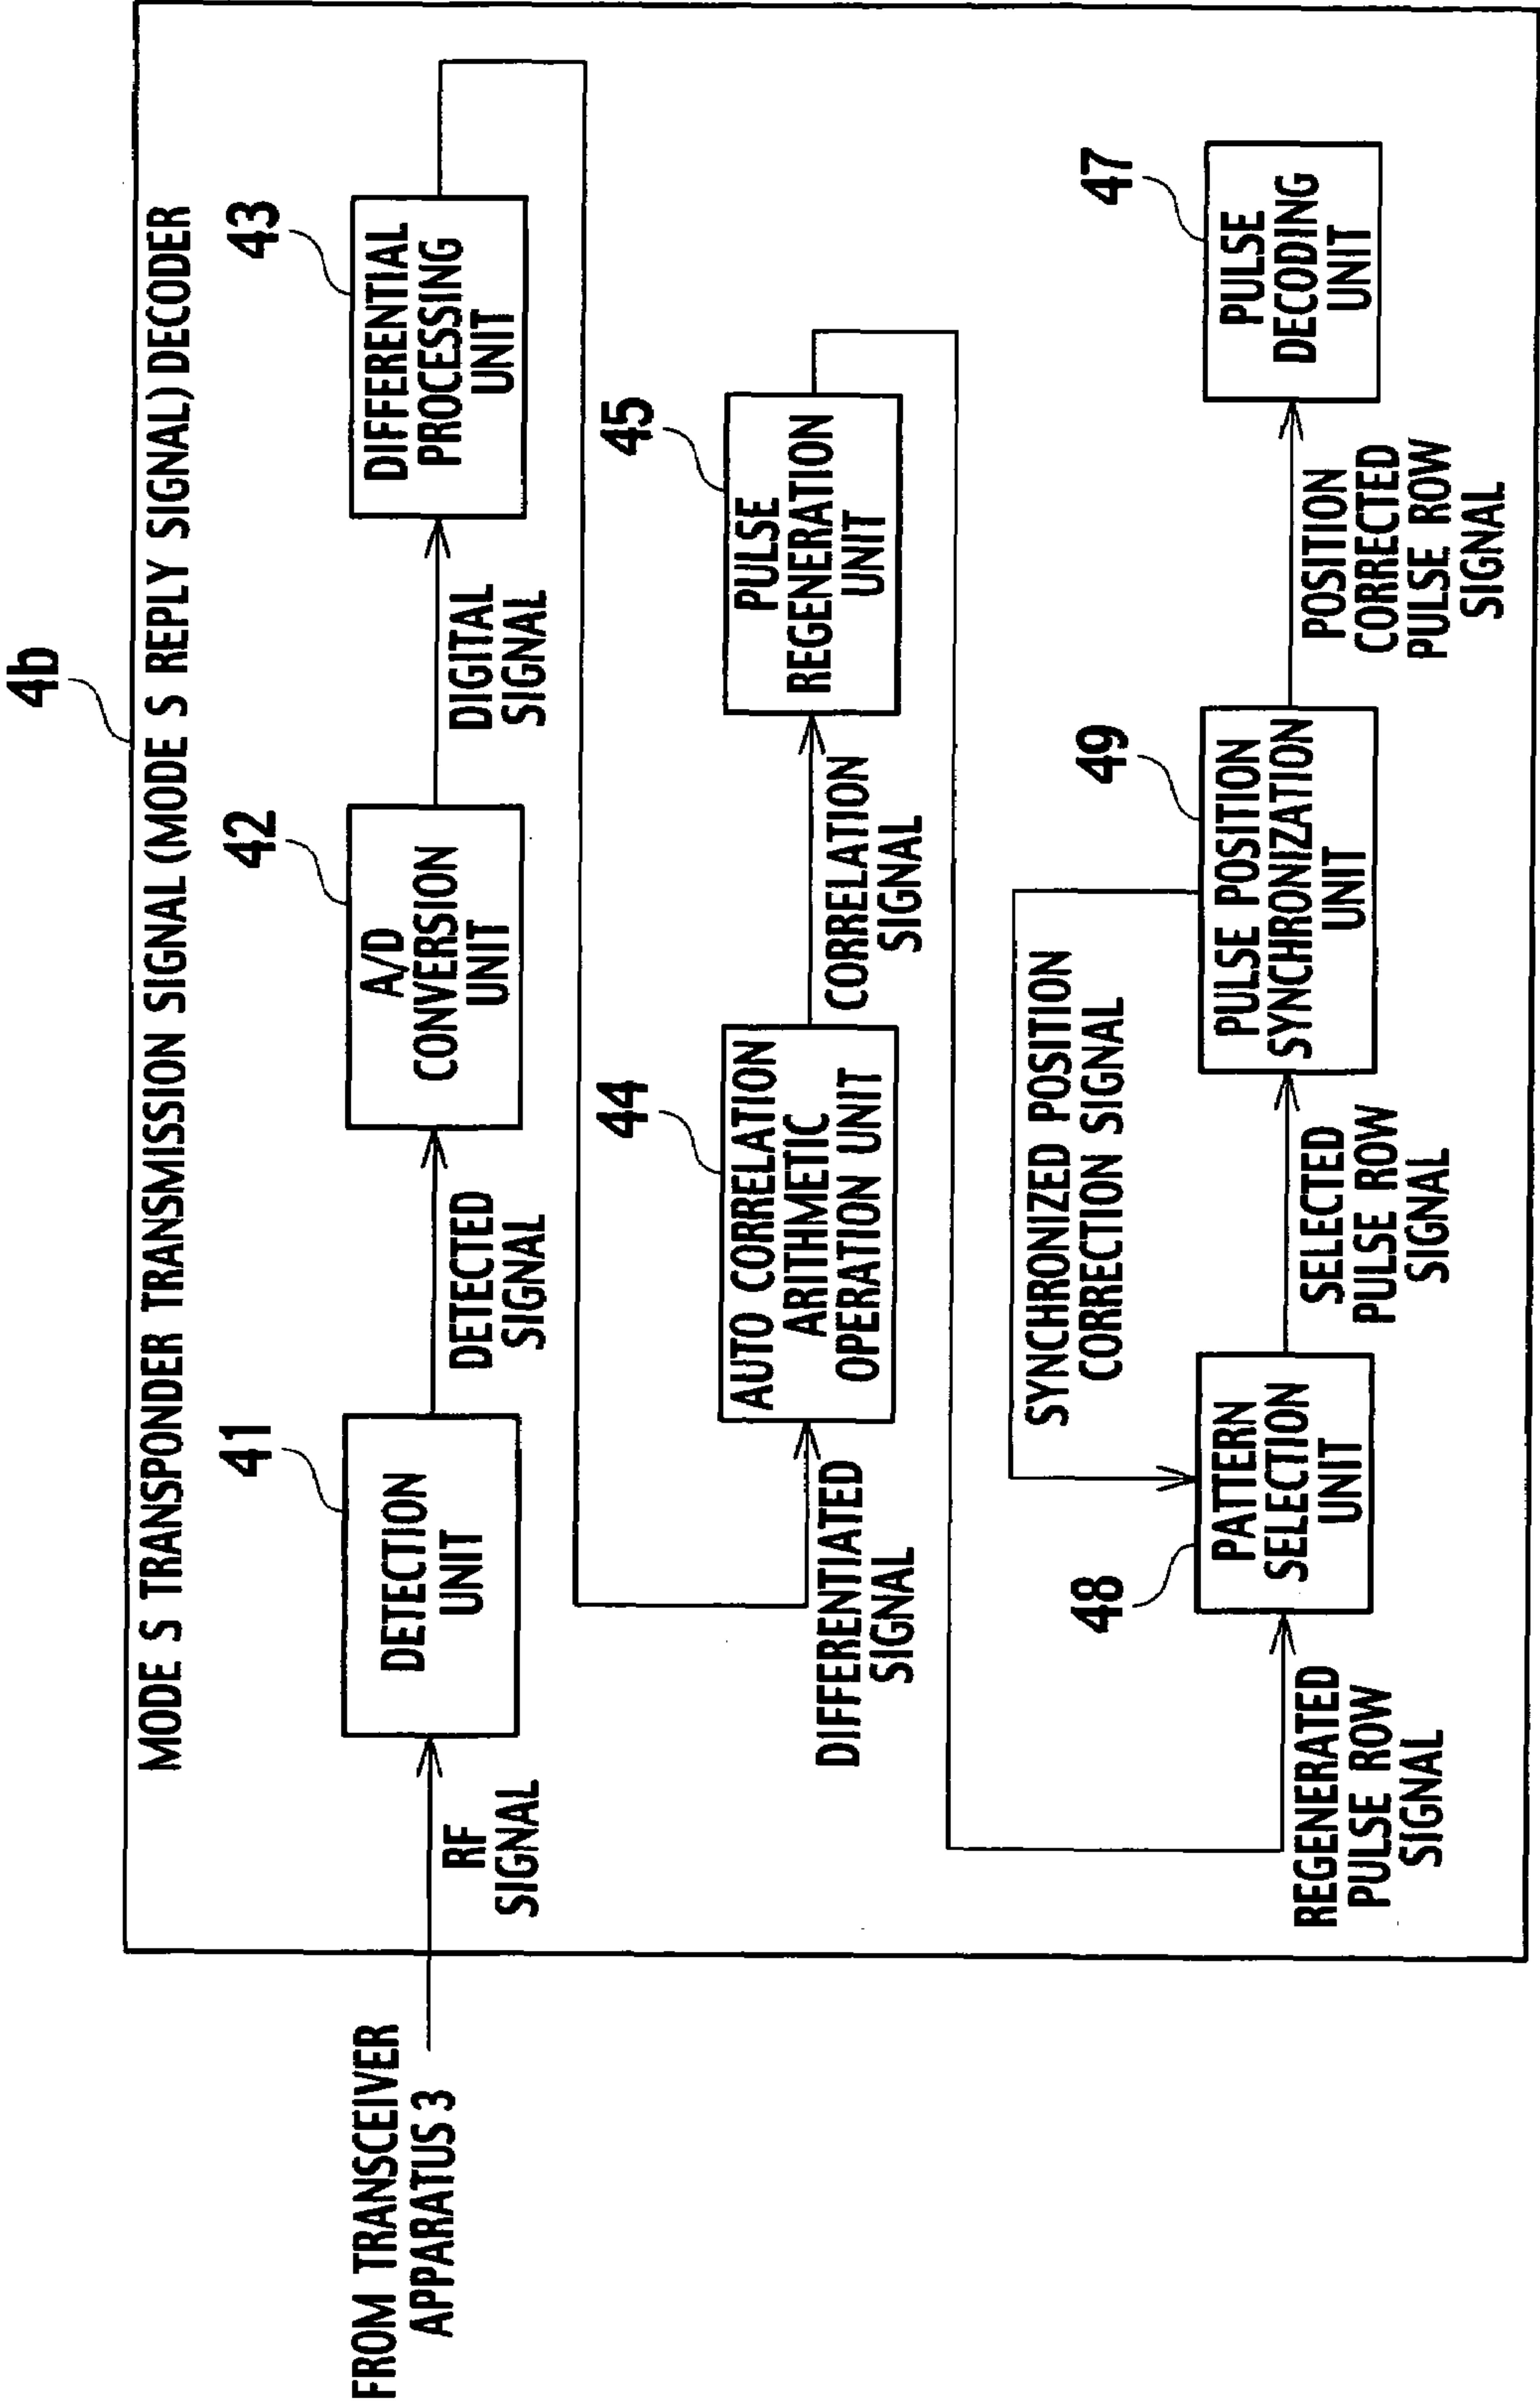 4b
MODE S TRANSPONDER TRANSMISSION SIGNAL (MODE S REPLY SIGNAL) DECODER
FROM TRANSCEIVER
APPARATUS 3
RF
SIGNAL
41
DETECTION
UNIT
DETECTED
SIGNAL
42
A/D
CONVERSION
UNIT
DIGITAL
SIGNAL
43
DIFFERENTIAL
PROCESSING
UNIT
DIFFERENTIATED
SIGNAL
44
AUTO CORRELATION
ARITHMETIC
OPERATION UNIT
CORRELATION
SIGNAL
45
PULSE
REGENERATION
UNIT
REGENERATED
PULSE ROW
SIGNAL
48
PATTERN
SELECTION
UNIT
SYNCHRONIZED POSITION
CORRECTION SIGNAL
SELECTED
PULSE ROW
SIGNAL
49
PULSE POSITION
SYNCHRONIZATION
UNIT
POSITION
CORRECTED
PULSE ROW
SIGNAL
47
PULSE
DECODING
UNIT